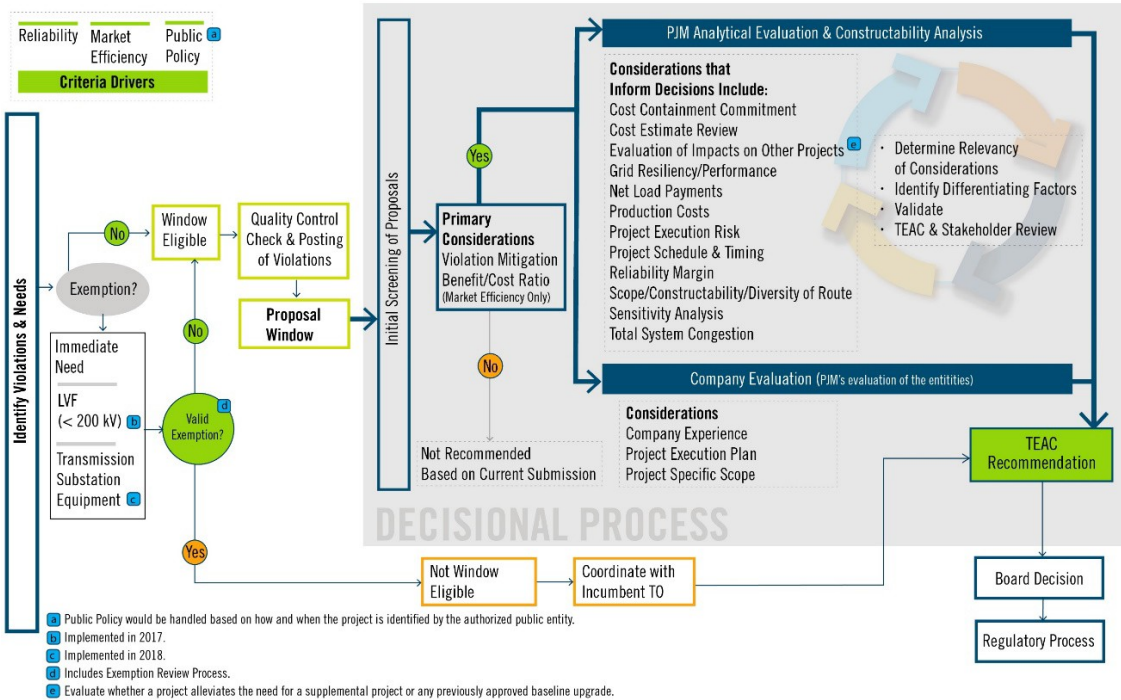 Reliability
Market
Efficiency
Public
Policy
a
Criteria Drivers
Identify Violations & Needs
No
Exemption?
Immediate
Need
LVF
(< 200 kV) b
Transmission
Substation
Equipment c
Window
Eligible
No
d
Valid
Exemption?
Yes
Quality Control
Check & Posting
of Violations
Proposal
Window
Initial Screening of Proposals
Yes
Primary
Considerations
Violation Mitigation
Benefit/Cost Ratio
(Market Efficiency Only)
No
Not Recommended
Based on Current Submission
PJM Analytical Evaluation & Constructability Analysis
Considerations that
Inform Decisions Include:
Cost Containment Commitment
Cost Estimate Review
Evaluation of Impacts on Other Projects e
Grid Resiliency/Performance
Net Load Payments
Production Costs
Project Execution Risk
Project Schedule & Timing
Reliability Margin
Scope/Constructability/Diversity of Route
Sensitivity Analysis
Total System Congestion
· Determine Relevancy
of Considerations
· Identify Differentiating Factors
· Validate
· TEAC & Stakeholder Review
Company Evaluation (PJM's evaluation of the entitities)
Considerations
Company Experience
Project Execution Plan
Project Specific Scope
DECISIONAL PROCESS
TEAC
Recommendation
Not Window
Eligible
Coordinate with
Incumbent TO
Board Decision
Regulatory Process
a Public Policy would be handled based on how and when the project is identified by the authorized public entity.
b Implemented in 2017.
c Implemented in 2018.
d Includes Exemption Review Process.
e Evaluate whether a project alleviates the need for a supplemental project or any previously approved baseline upgrade.